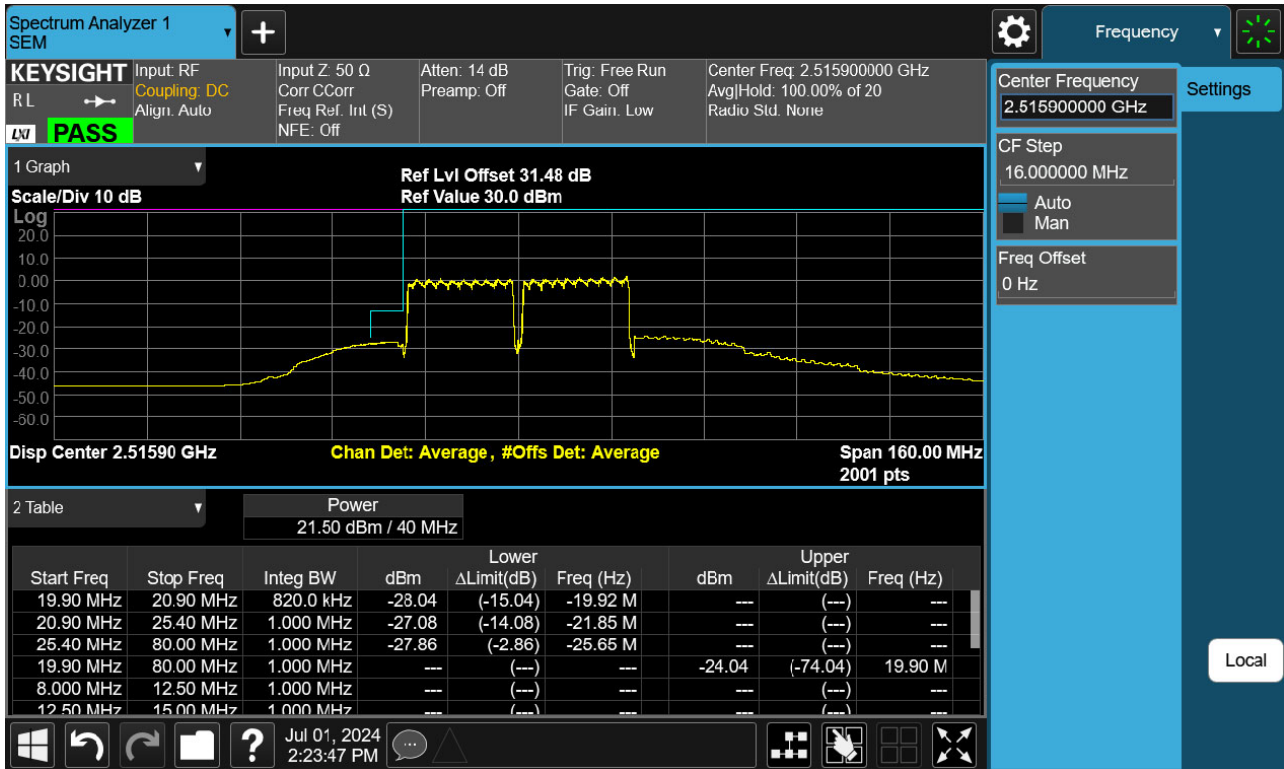 Spectrum Analyzer 1
SEM
+
Frequency
KEYSIGHT
R L
LXI
PASS
Input: RF
Coupling: DC
Align: Auto
Input Z: 50 Ω
Corr CCorr
Freq Ref: Int (S)
NFE: Off
Atten: 14 dB
Preamp: Off
Trig: Free Run
Gate: Off
IF Gain: Low
Center Freq: 2.515900000 GHz
Avg|Hold: 100.00% of 20
Radio Std: None
Center Frequency
2.515900000 GHz
Settings
CF Step
16.000000 MHz
Auto
Man
Freq Offset
0 Hz
Local
1 Graph
Scale/Div 10 dB
Ref Lvl Offset 31.48 dB
Ref Value 30.0 dBm
Log
20.0
10.0
0.00
-10.0
-20.0
-30.0
-40.0
-50.0
-60.0
Disp Center 2.51590 GHz
Chan Det: Average , #Offs Det: Average
Span 160.00 MHz
2001 pts
2 Table
Power
21.50 dBm / 40 MHz
Lower Upper
Start Freq Stop Freq Integ BW dBm ΔLimit(dB) Freq (Hz) dBm ΔLimit(dB) Freq (Hz)
19.90 MHz 20.90 MHz 820.0 kHz -28.04 (-15.04) -19.92 M --- (---) ---
20.90 MHz 25.40 MHz 1.000 MHz -27.08 (-14.08) -21.85 M --- (---) ---
25.40 MHz 80.00 MHz 1.000 MHz -27.86 (-2.86) -25.65 M --- (---) ---
19.90 MHz 80.00 MHz 1.000 MHz --- (---) --- -24.04 (-74.04) 19.90 M
8.000 MHz 12.50 MHz 1.000 MHz --- (---) --- --- (---) ---
12.50 MHz 15.00 MHz 1.000 MHz --- (---) --- --- (---) ---
?
Jul 01, 2024
2:23:47 PM